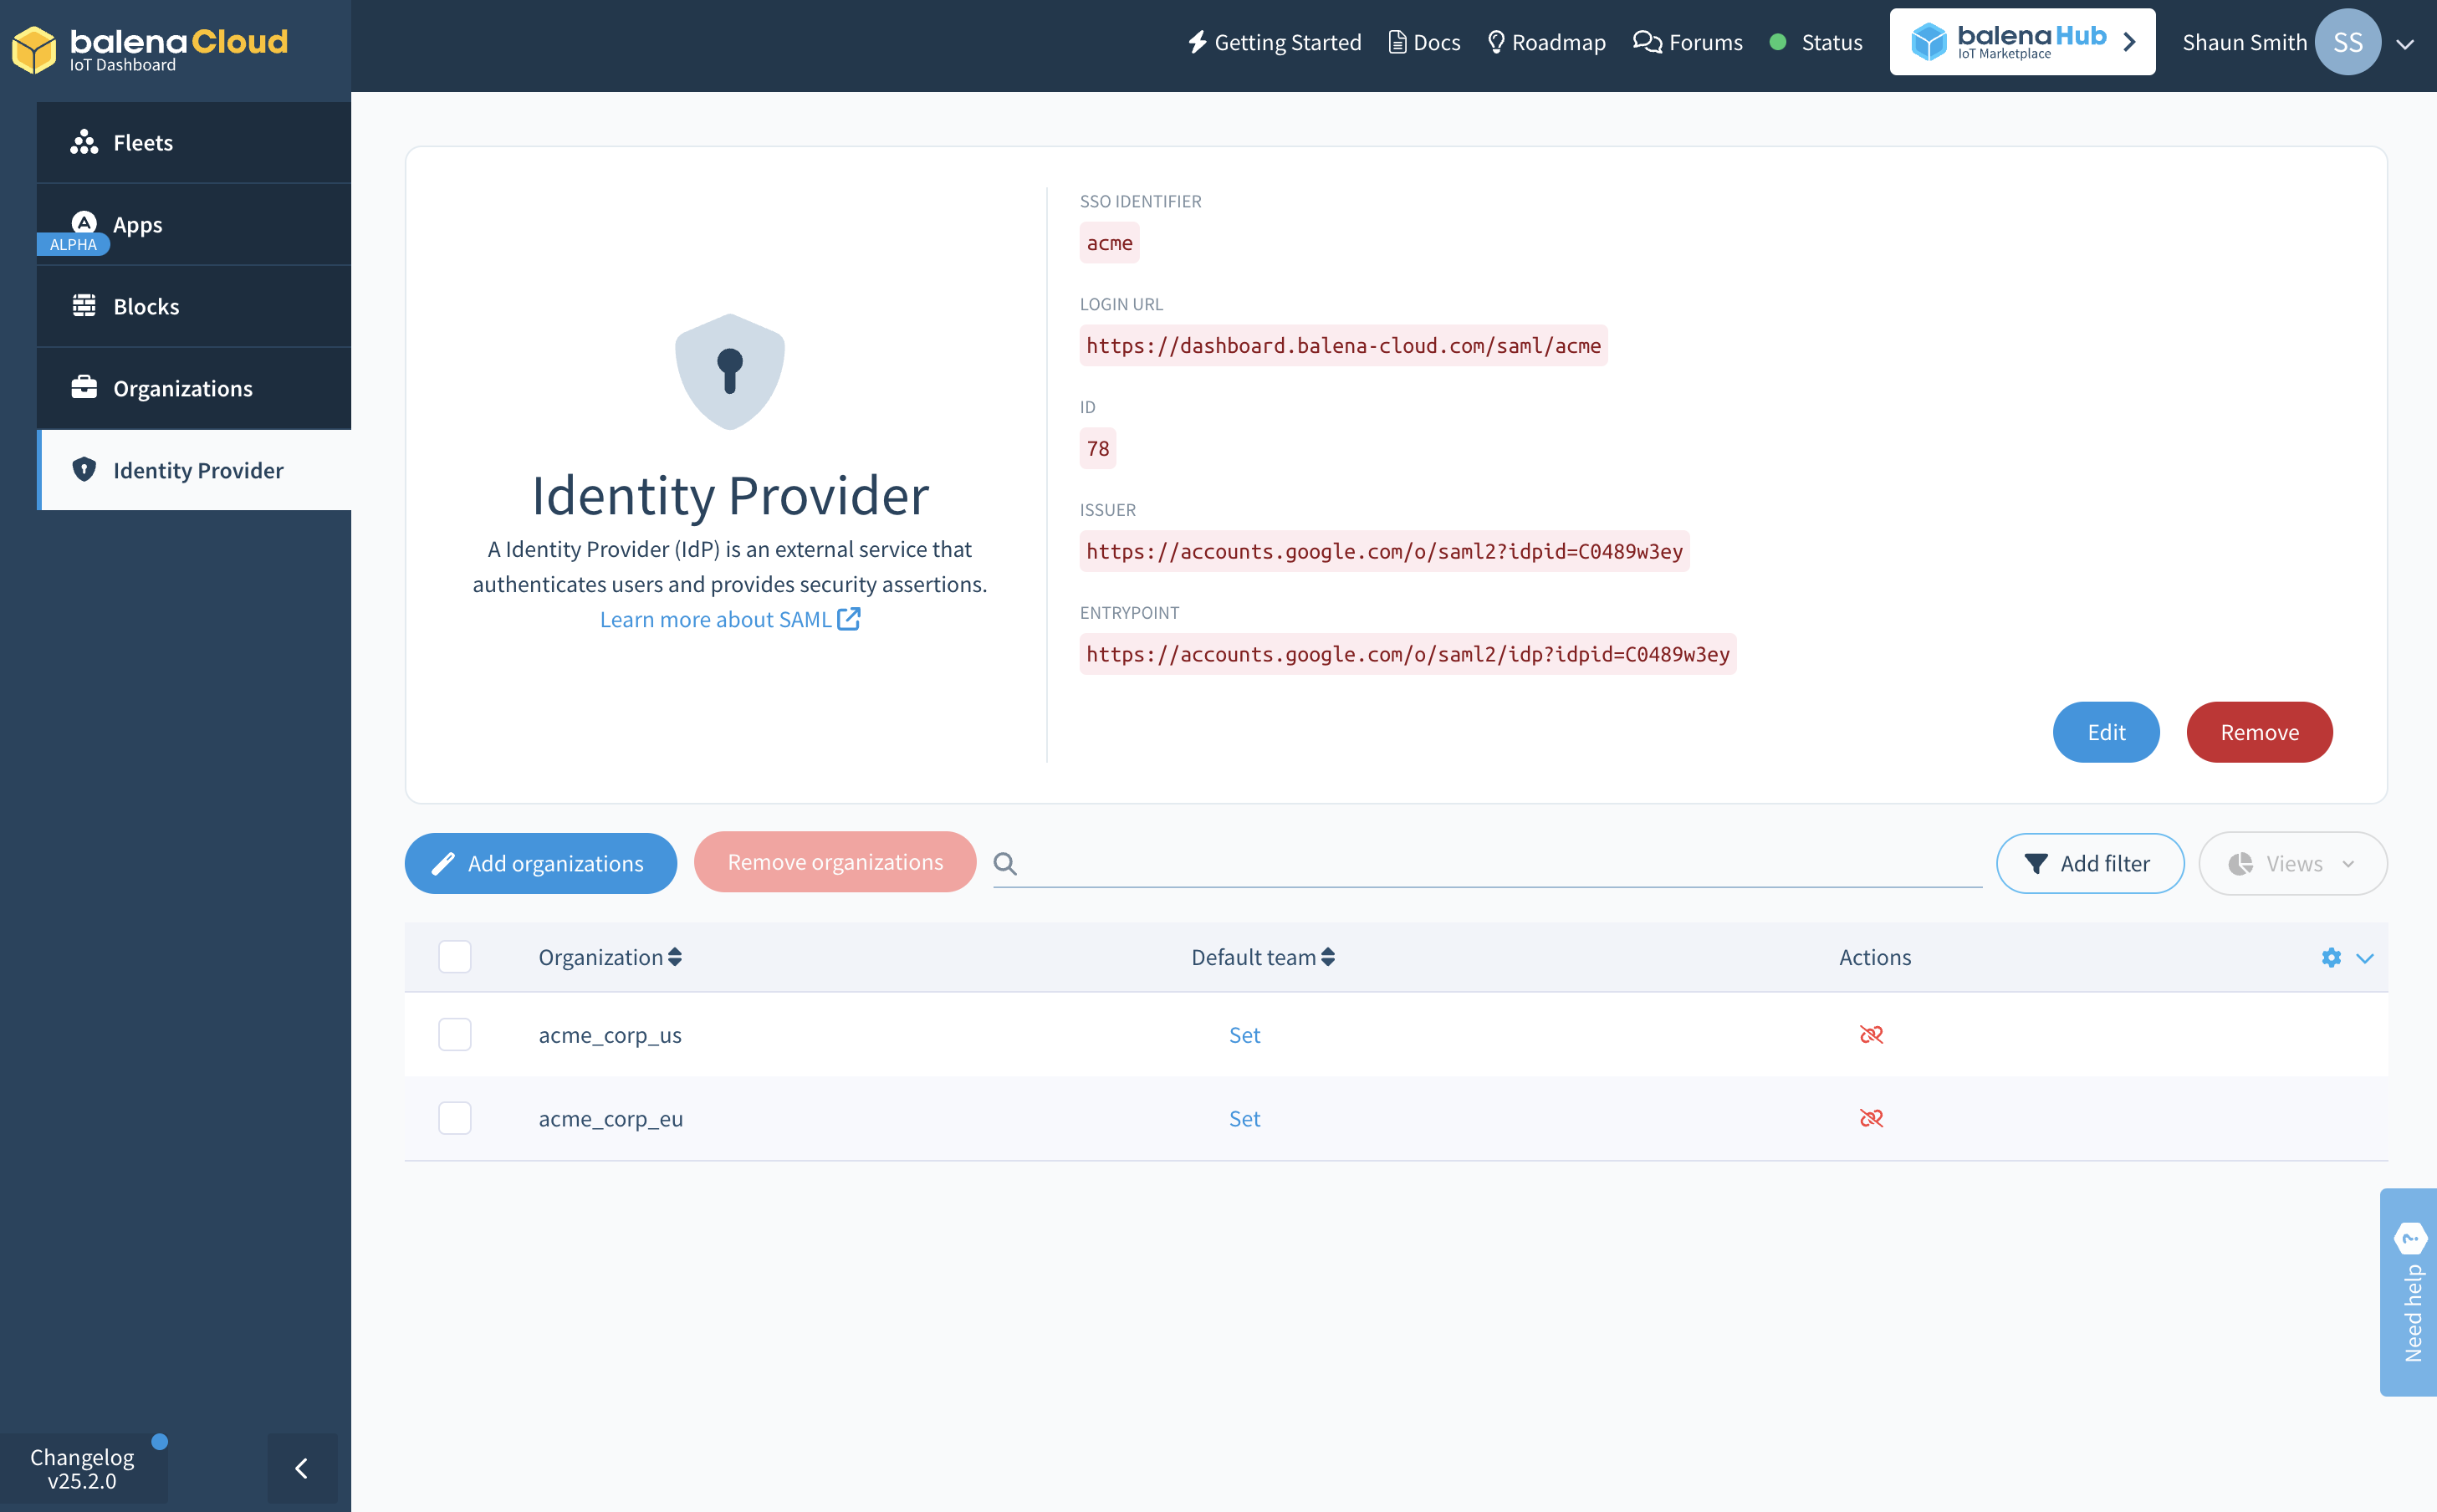 balenaCloud
IoT Dashboard
Getting Started
Docs
Roadmap
Forums
Status
balenaHub
IoT Marketplace
Shaun Smith
SS
Fleets
Apps
ALPHA
Blocks
Organizations
Identity Provider
Identity Provider
A Identity Provider (IdP) is an external service that
authenticates users and provides security assertions.
Learn more about SAML
SSO IDENTIFIER
acme
LOGIN URL
https://dashboard.balena-cloud.com/saml/acme
ID
78
ISSUER
https://accounts.google.com/o/saml2?idpid=C0489w3ey
ENTRYPOINT
https://accounts.google.com/o/saml2/idp?idpid=C0489w3ey
Edit
Remove
Add organizations
Remove organizations
Add filter
Views
Organization
Default team
Actions
acme_corp_us
Set
acme_corp_eu
Set
Need help
?
Changelog
v25.2.0